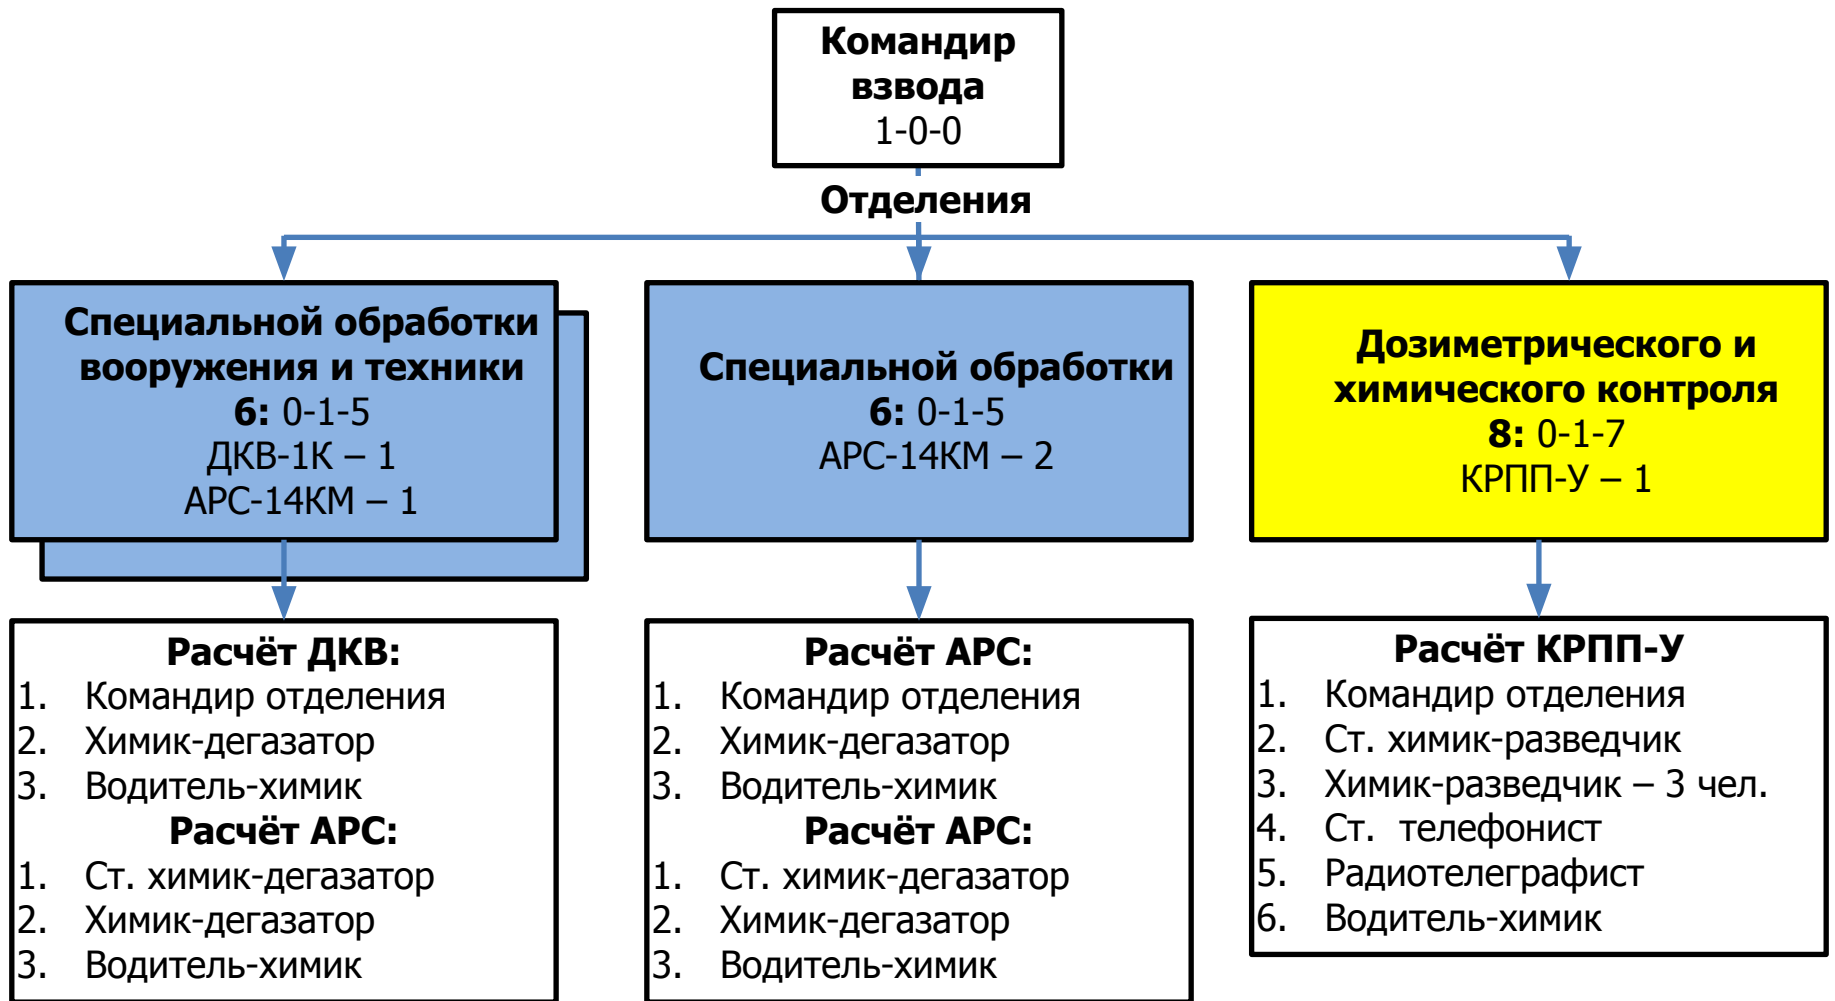 Командир
взвода
1-0-0
Отделения
Специальной обработки
вооружения и техники
6: 0-1-5
ДКВ-1К – 1
АРС-14КМ – 1
Специальной обработки
6: 0-1-5
АРС-14КМ – 2
Дозиметрического и
химического контроля
8: 0-1-7
КРПП-У – 1
Расчёт ДКВ:
1. Командир отделения
2. Химик-дегазатор
3. Водитель-химик
Расчёт АРС:
1. Ст. химик-дегазатор
2. Химик-дегазатор
3. Водитель-химик
Расчёт АРС:
1. Командир отделения
2. Химик-дегазатор
3. Водитель-химик
Расчёт АРС:
1. Ст. химик-дегазатор
2. Химик-дегазатор
3. Водитель-химик
Расчёт КРПП-У
1. Командир отделения
2. Ст. химик-разведчик
3. Химик-разведчик – 3 чел.
4. Ст. телефонист
5. Радиотелеграфист
6. Водитель-химик